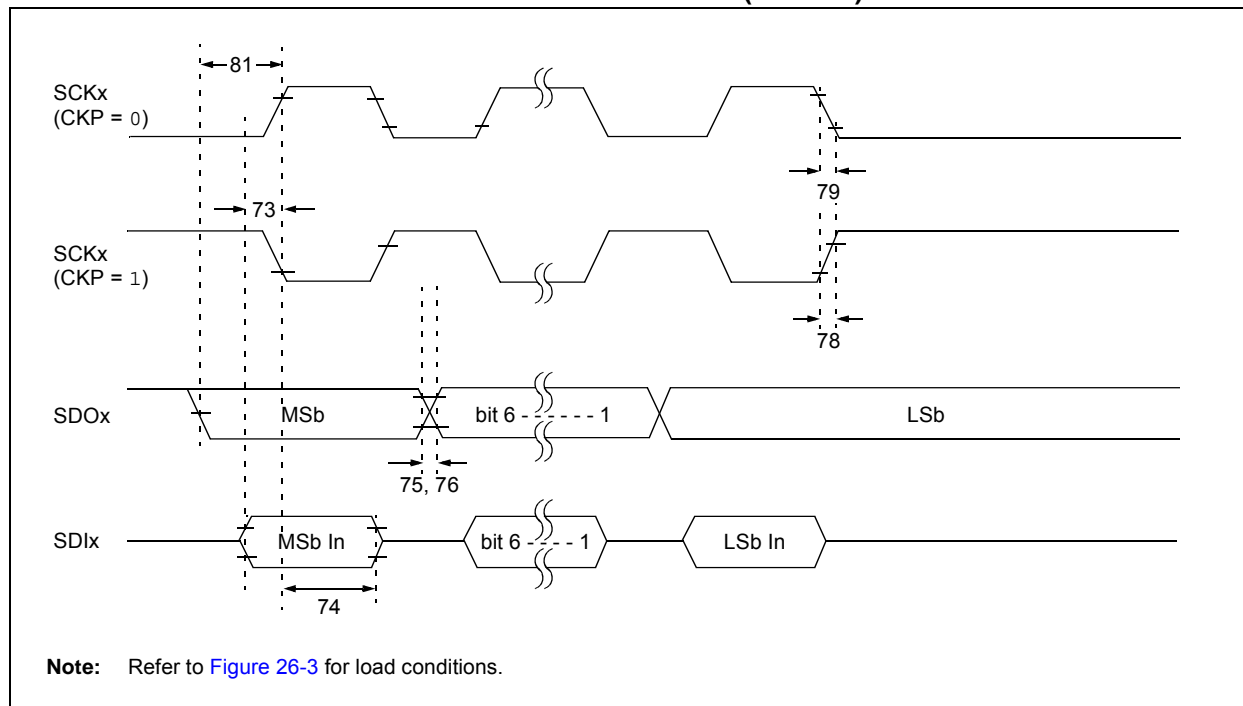 81
SCKx
(CKP = 0)
79
73
SCKx
(CKP = 1)
78
SDOx
MSb
bit 6 - - - - - - 1
LSb
75, 76
SDIx
MSb In
bit 6 - - - - 1
LSb In
74
Note: Refer to Figure 26-3 for load conditions.